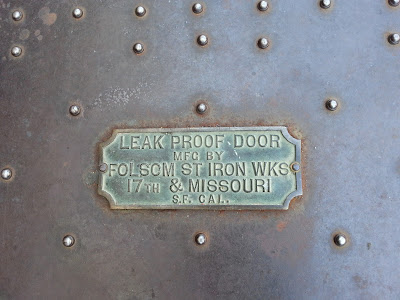 LEAK PROOF DOOR
MFG BY
FOLSOM ST IRON WKS
17TH & MISSOURI
S.F. CAL.